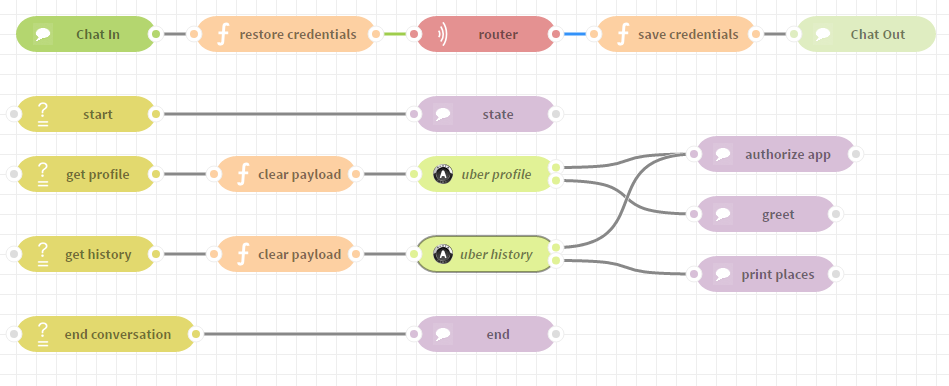 Chat In
restore credentials
router
save credentials
Chat Out
start
state
get profile
clear payload
uber profile
authorize app
greet
get history
clear payload
uber history
print places
end conversation
end